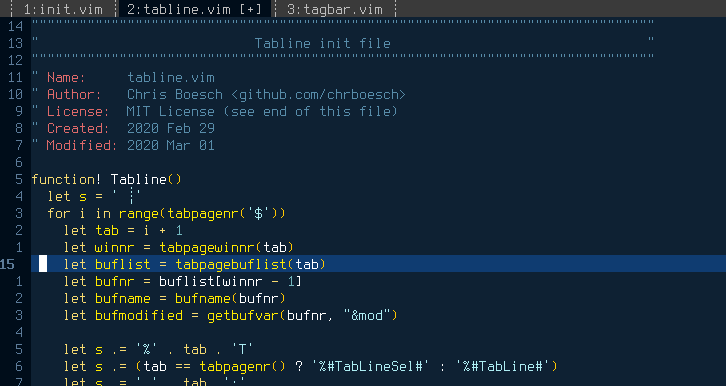 ┊ 1:init.vim ┊ 2:tabline.vim [+] ┊ 3:tagbar.vim ┊
14 """""""""""""""""""""""""""""""""""""""""""""""""""""""""""""""""""""""""""""
13 "                           Tabline init file                               "
12 """""""""""""""""""""""""""""""""""""""""""""""""""""""""""""""""""""""""""""
11 " Name:     tabline.vim
10 " Author:   Chris Boesch <github.com/chrboesch>
9 " License:  MIT License (see end of this file)
8 " Created:  2020 Feb 29
7 " Modified: 2020 Mar 01
6
5 function! Tabline()
4   let s = ' ┊'
3   for i in range(tabpagenr('$'))
2     let tab = i + 1
1     let winnr = tabpagewinnr(tab)
15     let buflist = tabpagebuflist(tab)
1     let bufnr = buflist[winnr - 1]
2     let bufname = bufname(bufnr)
3     let bufmodified = getbufvar(bufnr, "&mod")
4
5     let s .= '%' . tab . 'T'
6     let s .= (tab == tabpagenr() ? '%#TabLineSel#' : '%#TabLine#')
7     let s .= ' ' . tab . ':'